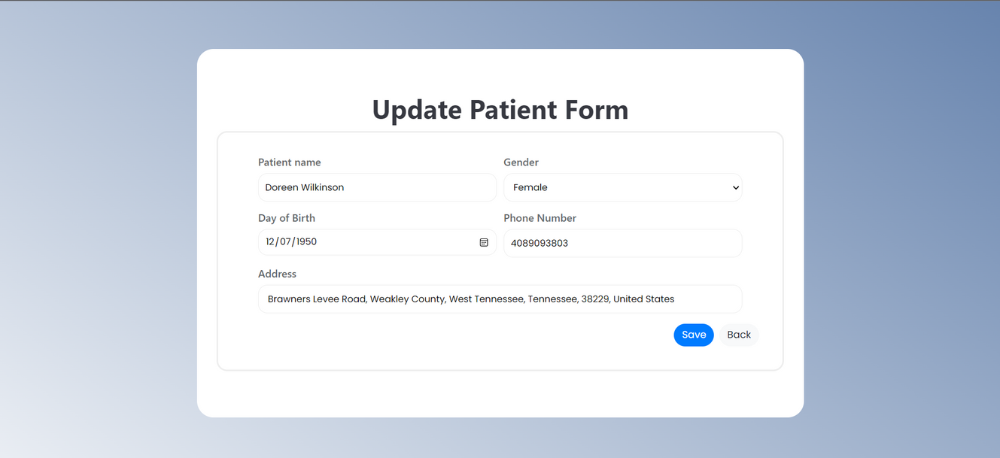 Update Patient Form
Patient name
Gender
Doreen Wilkinson
Female
Day of Birth
Phone Number
12/07/1950
4089093803
Address
Brawners Levee Road, Weakley County, West Tennessee, Tennessee, 38229, United States
Save
Back